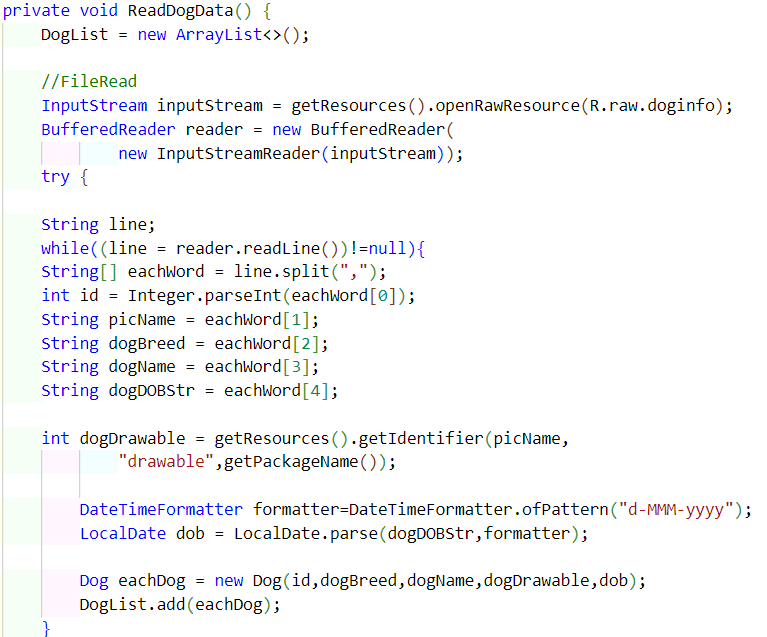 private void ReadDogData() {
DogList = new ArrayList<>();
//FileRead
InputStream inputStream = getResources().openRawResource(R.raw.doginfo);
BufferedReader reader = new BufferedReader(
new InputStreamReader(inputStream));
try {
String line;
while((line = reader.readLine())!=null){
String[] eachWord = line.split(",");
int id = Integer.parseInt(eachWord[0]);
String picName = eachWord[1];
String dogBreed = eachWord[2];
String dogName = eachWord[3];
String dogDOBStr = eachWord[4];
int dogDrawable = getResources().getIdentifier(picName,
"drawable",getPackageName());
DateTimeFormatter formatter=DateTimeFormatter.ofPattern("d-MMM-yyyy");
LocalDate dob = LocalDate.parse(dogDOBStr,formatter);
Dog eachDog = new Dog(id,dogBreed,dogName,dogDrawable,dob);
DogList.add(eachDog);
}